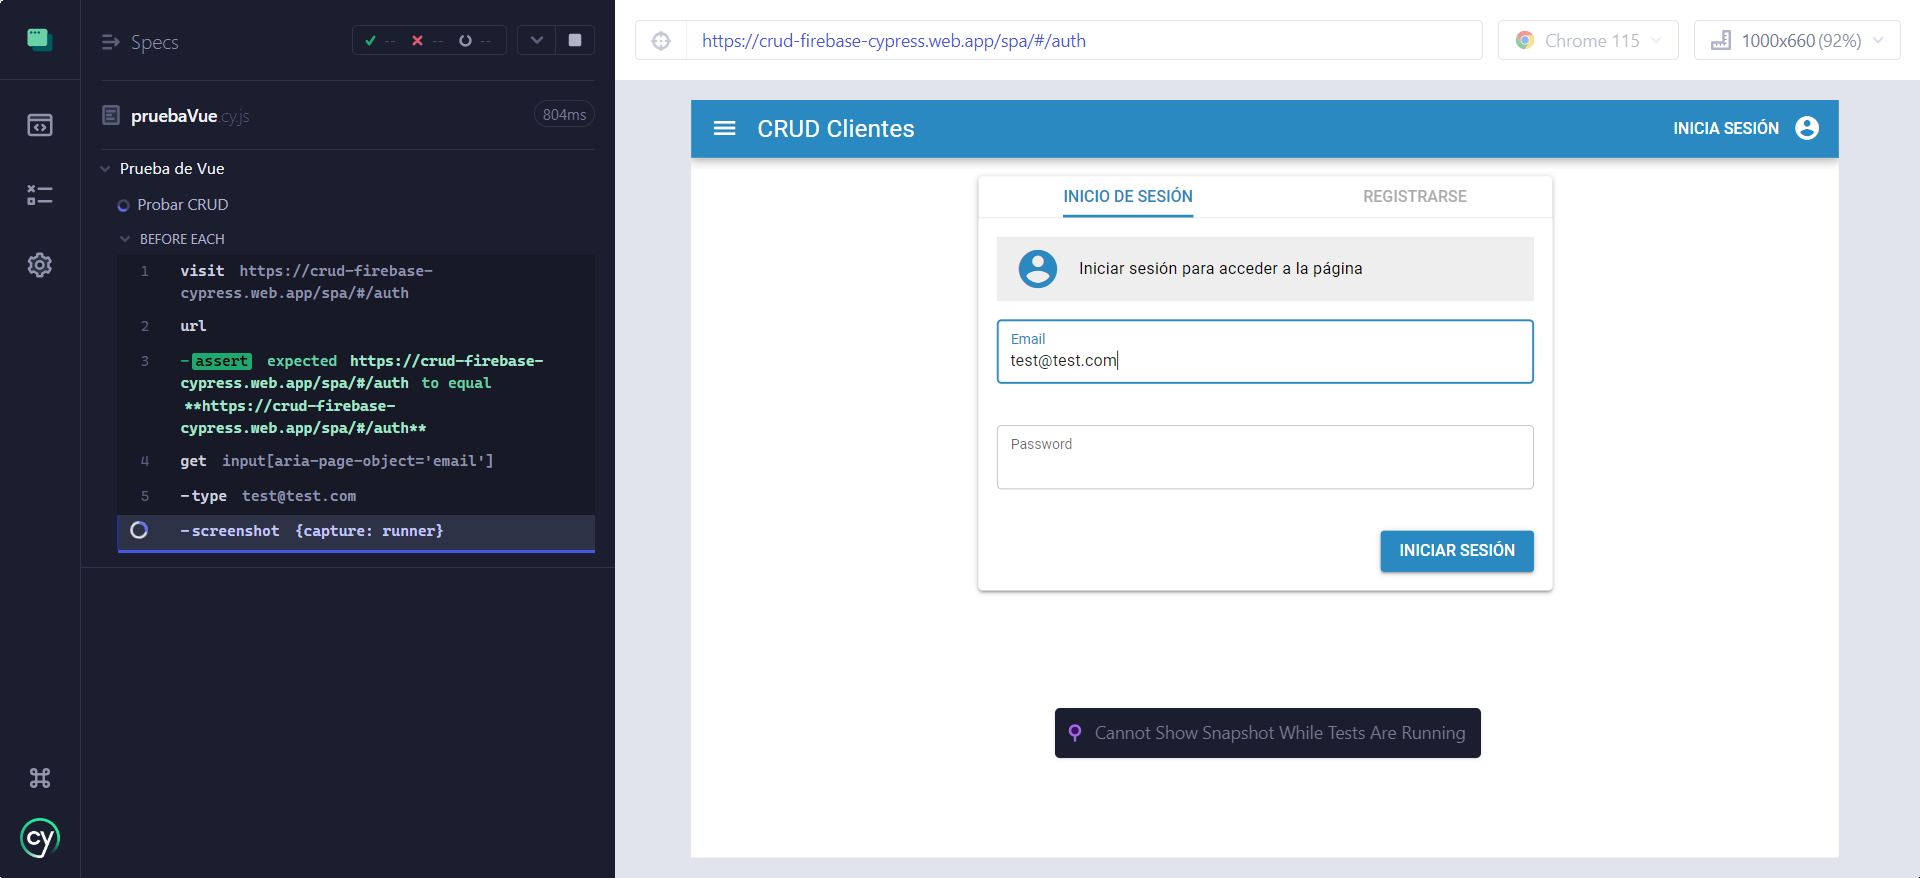 Specs
-- -- --
pruebaVue.cy.js
804ms
Prueba de Vue
Probar CRUD
BEFORE EACH
1 visit https://crud-firebase-
cypress.web.app/spa/#/auth
2 url
3 -assert expected https://crud-firebase-
cypress.web.app/spa/#/auth to equal
**https://crud-firebase-
cypress.web.app/spa/#/auth**
4 get input[aria-page-object='email']
5 -type test@test.com
-screenshot {capture: runner}
cy
https://crud-firebase-cypress.web.app/spa/#/auth
Chrome 115
1000x660 (92%)
CRUD Clientes
INICIA SESIÓN
INICIO DE SESIÓN
REGISTRARSE
Iniciar sesión para acceder a la página
Email
test@test.com
Password
INICIAR SESIÓN
Cannot Show Snapshot While Tests Are Running